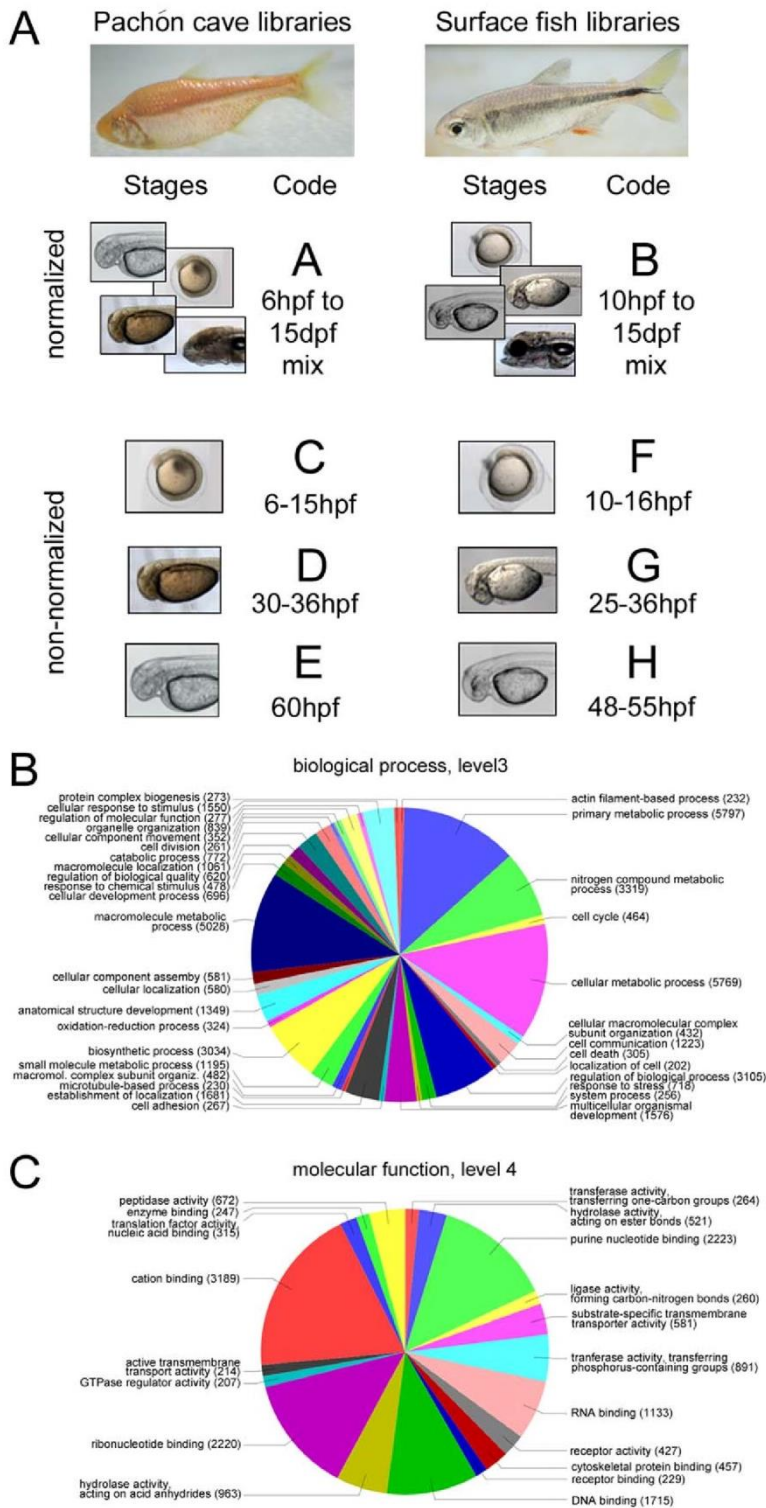 A
Pachón cave libraries
Surface fish libraries
Stages
Code
Stages
Code
normalized
A
6hpf to
15dpf
mix
B
10hpf to
15dpf
mix
non-normalized
C
6-15hpf
F
10-16hpf
D
30-36hpf
G
25-36hpf
E
60hpf
H
48-55hpf
B
biological process, level3
protein complex biogenesis (273)
cellular response to stimulus (1550)
regulation of molecular function (277)
organelle organization (839)
cellular component movement (352)
cell division (261)
catabolic process (772)
macromolecule localization (1061)
regulation of biological quality (620)
response to chemical stimulus (478)
cellular development process (696)
macromolecule metabolic
process (5028)
cellular component assemby (581)
cellular localization (580)
anatomical structure development (1349)
oxidation-reduction process (324)
biosynthetic process (3034)
small molecule metabolic process (1195)
macromol. complex subunit organiz. (482)
microtubule-based process (230)
establishment of localization (1681)
cell adhesion (267)
actin filament-based process (232)
primary metabolic process (5797)
nitrogen compound metabolic
process (3319)
cell cycle (464)
cellular metabolic process (5769)
cellular macromolecular complex
subunit organization (432)
cell communication (1223)
cell death (305)
localization of cell (202)
regulation of biological process (3105)
response to stress (718)
system process (256)
multicellular organismal
development (1576)
C
molecular function, level 4
peptidase activity (672)
enzyme binding (247)
translation factor activity,
nucleic acid binding (315)
cation binding (3189)
active transmembrane
transport activity (214)
GTPase regulator activity (207)
ribonucleotide binding (2220)
hydrolase activity,
acting on acid anhydrides (963)
transferase activity,
transferring one-carbon groups (264)
hydrolase activity,
acting on ester bonds (521)
purine nucleotide binding (2223)
ligase activity,
forming carbon-nitrogen bonds (260)
substrate-specific transmembrane
transporter activity (581)
tranferase activity, transferring
phosphorus-containing groups (891)
RNA binding (1133)
receptor activity (427)
cytoskeletal protein binding (457)
receptor binding (229)
DNA binding (1715)